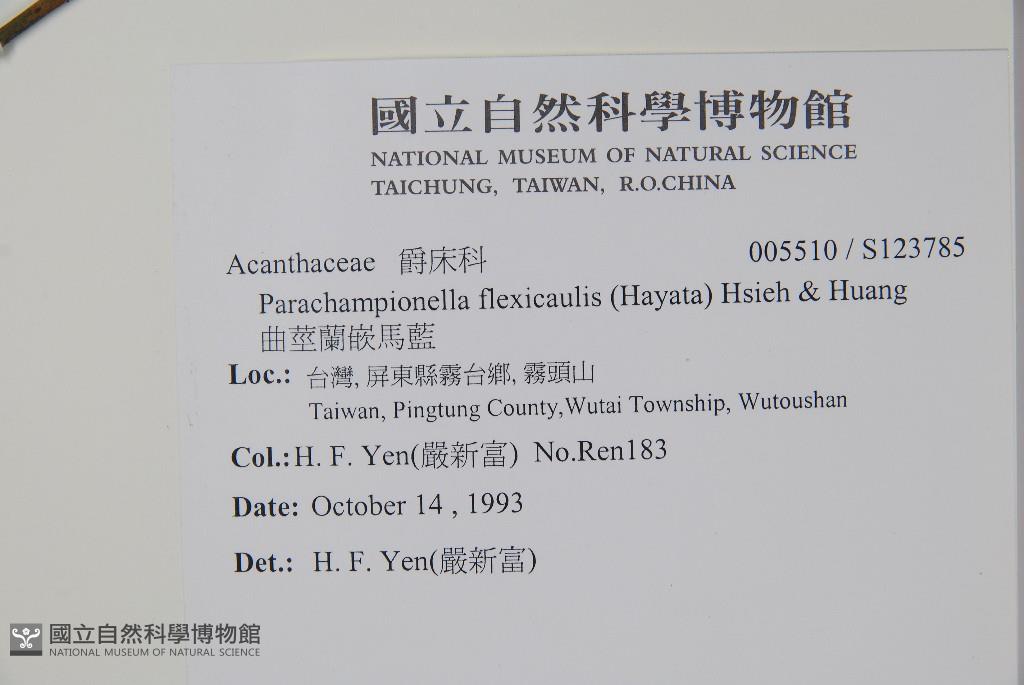 國立自然科學博物館
NATIONAL MUSEUM OF NATURAL SCIENCE
TAICHUNG, TAIWAN, R.O.CHINA
Acanthaceae 爵床科 005510 / S123785
Parachampionella flexicaulis (Hayata) Hsieh & Huang
曲莖蘭嵌馬藍
Loc.: 台灣, 屏東縣霧台鄉, 霧頭山
Taiwan, Pingtung County,Wutai Township, Wutoushan
Col.:H. F. Yen(嚴新富) No.Ren183
Date: October 14 , 1993
Det.: H. F. Yen(嚴新富)
國立自然科學博物館
NATIONAL MUSEUM OF NATURAL SCIENCE